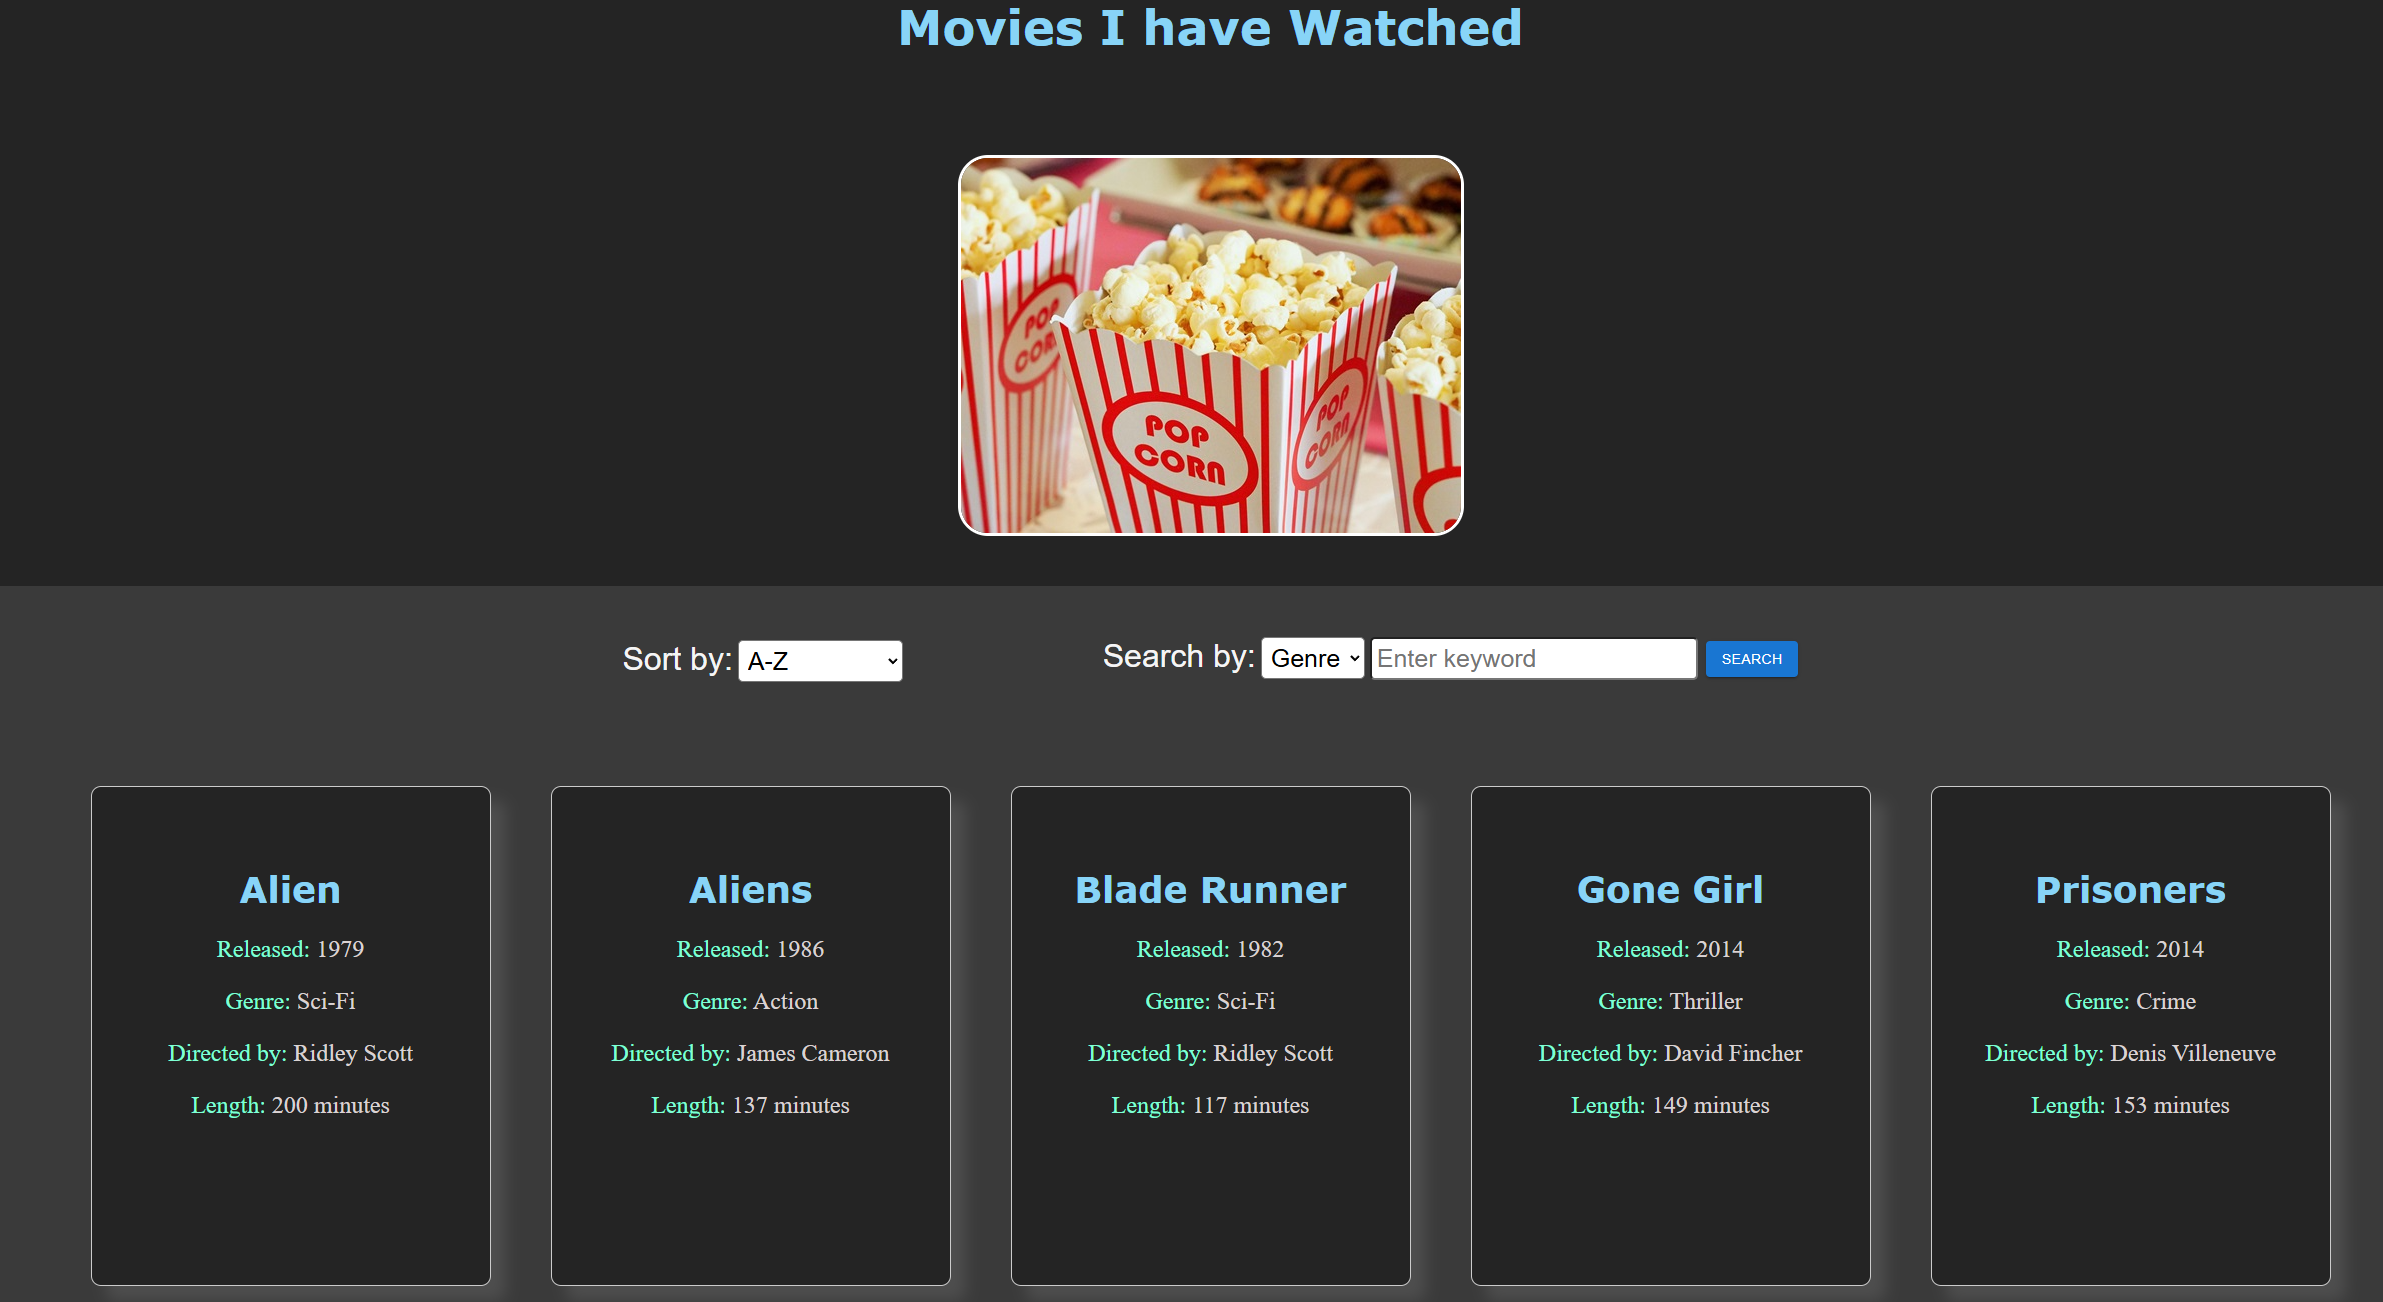 Movies I have Watched
POP
CORN
POP
CORN
POP
CORN
Sort by: A-Z
Search by: Genre Enter keyword SEARCH
Alien
Released: 1979
Genre: Sci-Fi
Directed by: Ridley Scott
Length: 200 minutes
Aliens
Released: 1986
Genre: Action
Directed by: James Cameron
Length: 137 minutes
Blade Runner
Released: 1982
Genre: Sci-Fi
Directed by: Ridley Scott
Length: 117 minutes
Gone Girl
Released: 2014
Genre: Thriller
Directed by: David Fincher
Length: 149 minutes
Prisoners
Released: 2014
Genre: Crime
Directed by: Denis Villeneuve
Length: 153 minutes